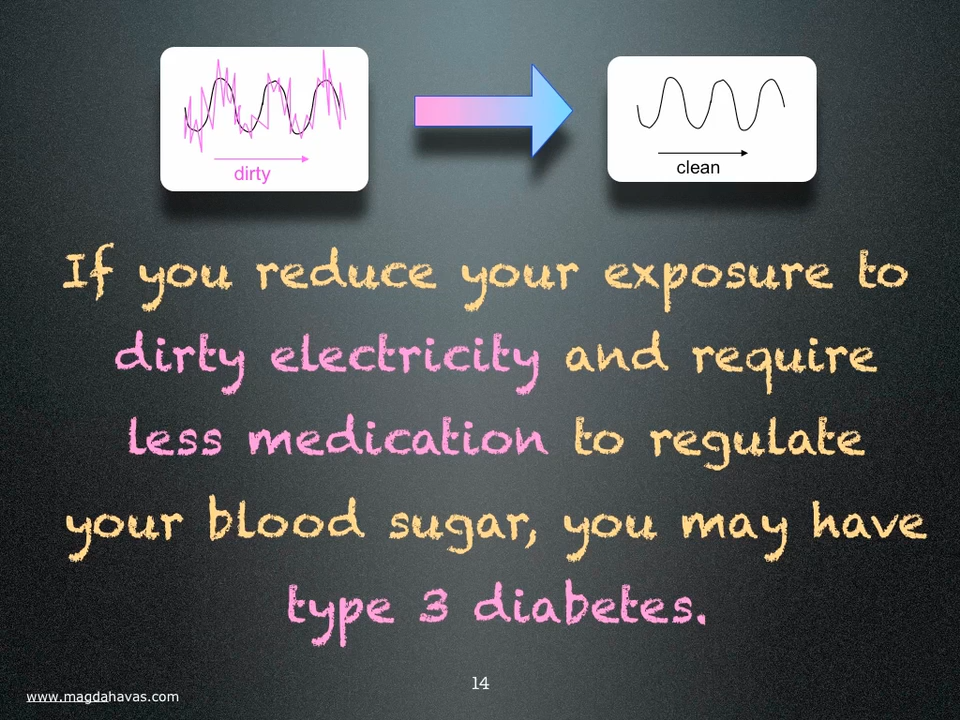 dirty
clean
If you reduce your exposure to
dirty electricity and require
less medication to regulate
your blood sugar, you may have
type 3 diabetes.
14
www.magdahavas.com